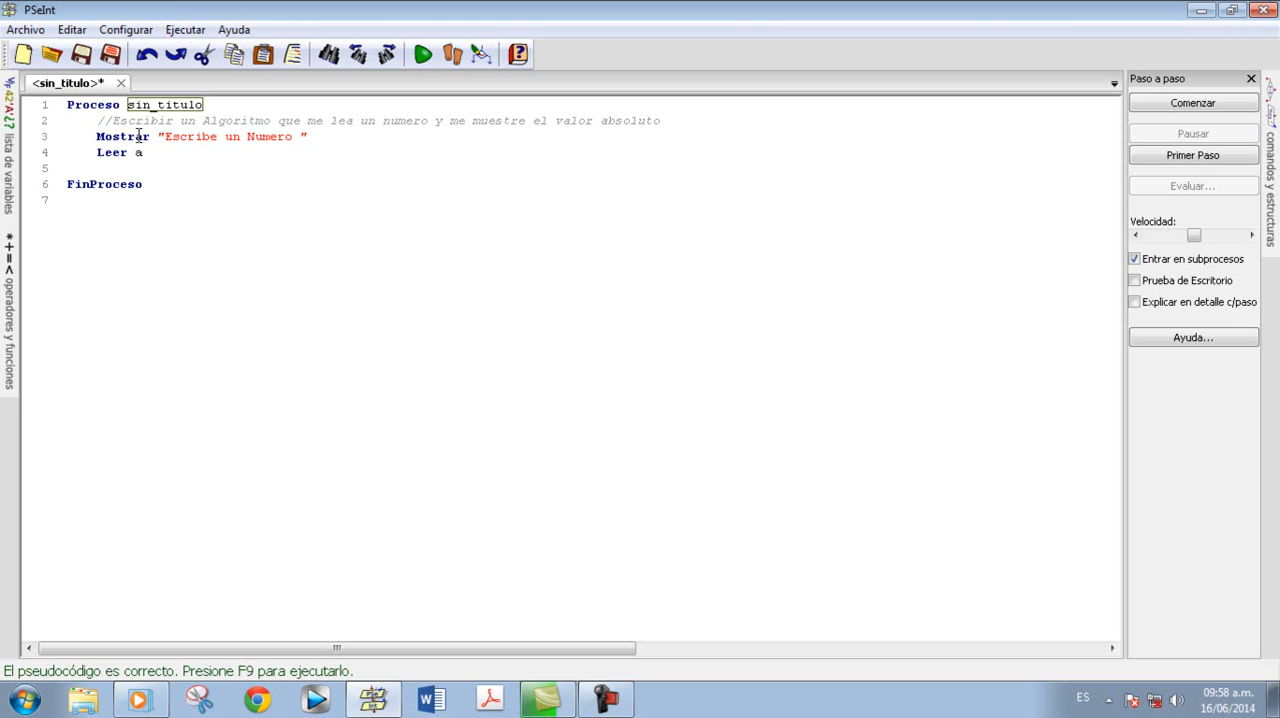 PSeInt
Archivo Editar Configurar Ejecutar Ayuda
<sin_titulo>*
1 Proceso sin_titulo
2 //Escribir un Algoritmo que me lea un numero y me muestre el valor absoluto
3 Mostrar "Escribe un Numero "
4 Leer a
5
6 FinProceso
7
lista de variables
* + = < operadores y funciones
Paso a paso
Comenzar
Pausar
Primer Paso
Evaluar...
Velocidad:
Entrar en subprocesos
Prueba de Escritorio
Explicar en detalle c/paso
Ayuda...
comandos y estructuras
El pseudocódigo es correcto. Presione F9 para ejecutarlo.
ES
09:58 a.m.
16/06/2014